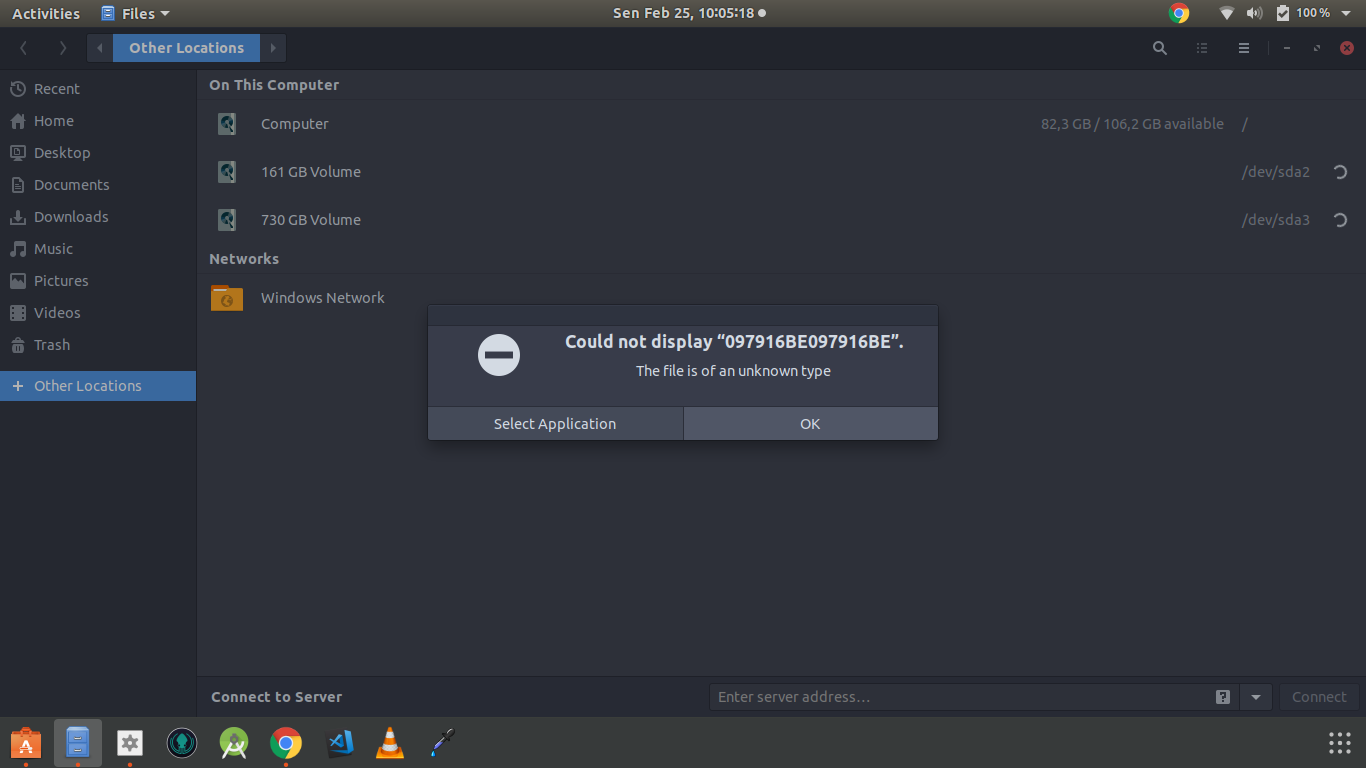 Activities Files Sen Feb 25, 10:05:18 100 %
Other Locations
Recent
Home
Desktop
Documents
Downloads
Music
Pictures
Videos
Trash
Other Locations
On This Computer
Computer 82,3 GB / 106,2 GB available /
161 GB Volume /dev/sda2
730 GB Volume /dev/sda3
Networks
Windows Network
Could not display “097916BE097916BE”.
The file is of an unknown type
Select Application OK
Connect to Server Enter server address… ? Connect